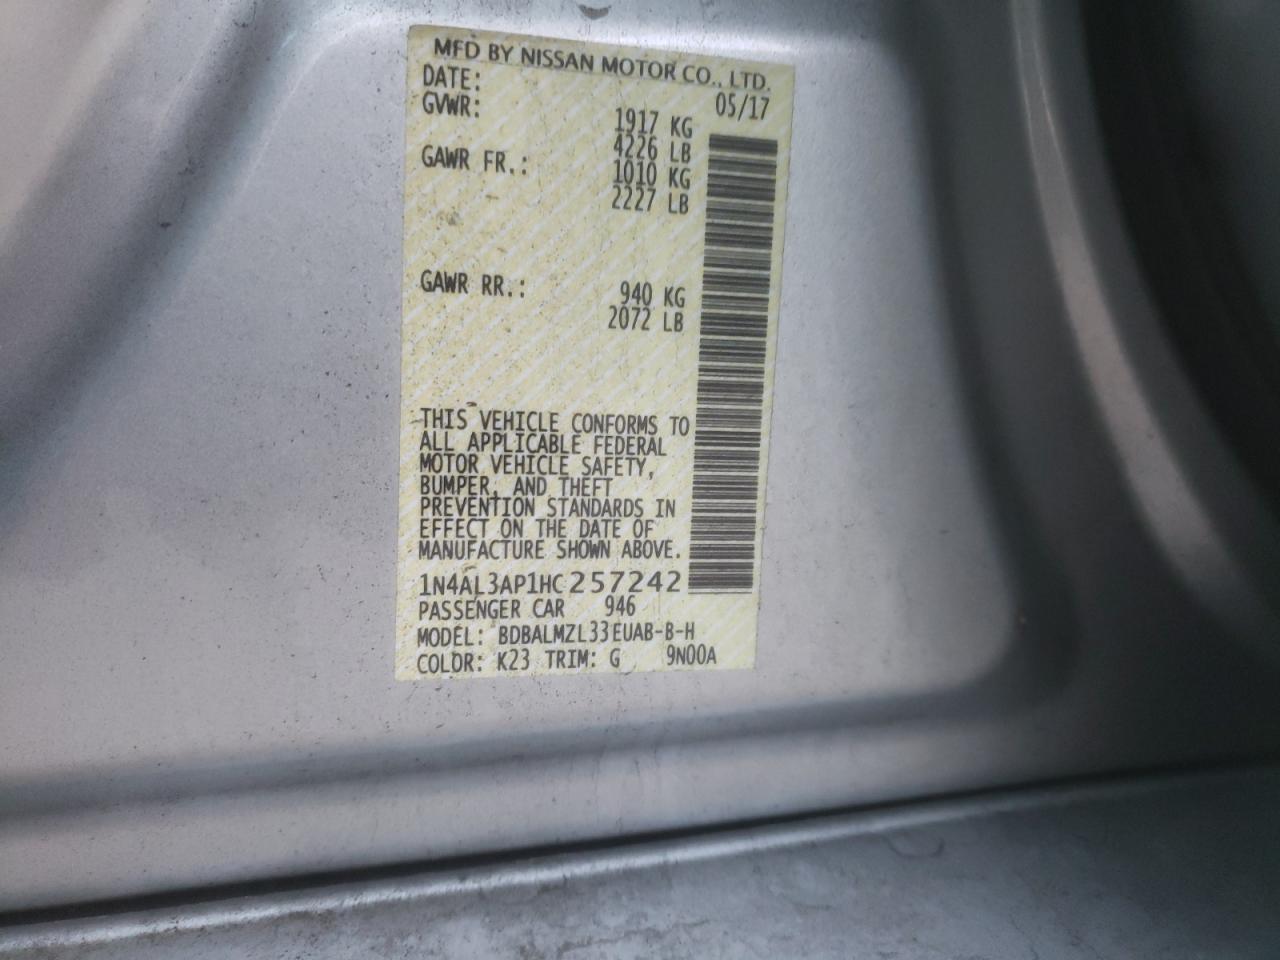 MFD BY NISSAN MOTOR CO., LTD.
DATE: 05/17
GVWR: 1917 KG
4226 LB
GAWR FR.: 1010 KG
2227 LB
GAWR RR.: 940 KG
2072 LB
THIS VEHICLE CONFORMS TO
ALL APPLICABLE FEDERAL
MOTOR VEHICLE SAFETY,
BUMPER, AND THEFT
PREVENTION STANDARDS IN
EFFECT ON THE DATE OF
MANUFACTURE SHOWN ABOVE.
1N4AL3AP1HC257242
PASSENGER CAR 946
MODEL: BDBALMZL33EUAB-B-H
COLOR: K23 TRIM: G 9N00A